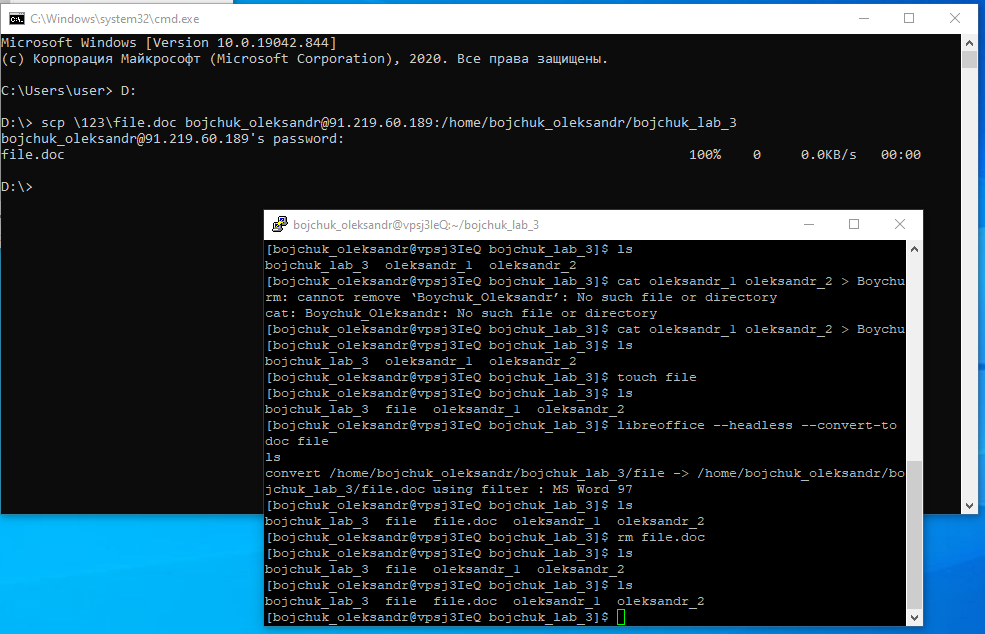 C:\Windows\system32\cmd.exe
Microsoft Windows [Version 10.0.19042.844]
(c) Корпорация Майкрософт (Microsoft Corporation), 2020. Все права защищены.
C:\Users\user> D:
D:\> scp \123\file.doc bojchuk_oleksandr@91.219.60.189:/home/bojchuk_oleksandr/bojchuk_lab_3
bojchuk_oleksandr@91.219.60.189's password:
file.doc 100% 0 0.0KB/s 00:00
D:\>
bojchuk_oleksandr@vpsj3IeQ:~/bojchuk_lab_3
[bojchuk_oleksandr@vpsj3IeQ bojchuk_lab_3]$ ls
bojchuk_lab_3 oleksandr_1 oleksandr_2
[bojchuk_oleksandr@vpsj3IeQ bojchuk_lab_3]$ cat oleksandr_1 oleksandr_2 > Boychu
rm: cannot remove ‘Boychuk_Oleksandr’: No such file or directory
cat: Boychuk_Oleksandr: No such file or directory
[bojchuk_oleksandr@vpsj3IeQ bojchuk_lab_3]$ cat oleksandr_1 oleksandr_2 > Boychu
[bojchuk_oleksandr@vpsj3IeQ bojchuk_lab_3]$ ls
bojchuk_lab_3 oleksandr_1 oleksandr_2
[bojchuk_oleksandr@vpsj3IeQ bojchuk_lab_3]$ touch file
[bojchuk_oleksandr@vpsj3IeQ bojchuk_lab_3]$ ls
bojchuk_lab_3 file oleksandr_1 oleksandr_2
[bojchuk_oleksandr@vpsj3IeQ bojchuk_lab_3]$ libreoffice --headless --convert-to
doc file
ls
convert /home/bojchuk_oleksandr/bojchuk_lab_3/file -> /home/bojchuk_oleksandr/bo
jchuk_lab_3/file.doc using filter : MS Word 97
[bojchuk_oleksandr@vpsj3IeQ bojchuk_lab_3]$ ls
bojchuk_lab_3 file file.doc oleksandr_1 oleksandr_2
[bojchuk_oleksandr@vpsj3IeQ bojchuk_lab_3]$ rm file.doc
[bojchuk_oleksandr@vpsj3IeQ bojchuk_lab_3]$ ls
bojchuk_lab_3 file oleksandr_1 oleksandr_2
[bojchuk_oleksandr@vpsj3IeQ bojchuk_lab_3]$ ls
bojchuk_lab_3 file file.doc oleksandr_1 oleksandr_2
[bojchuk_oleksandr@vpsj3IeQ bojchuk_lab_3]$